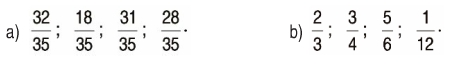 a) 32/35; 18/35; 31/35; 28/35. b) 2/3; 3/4; 5/6; 1/12.